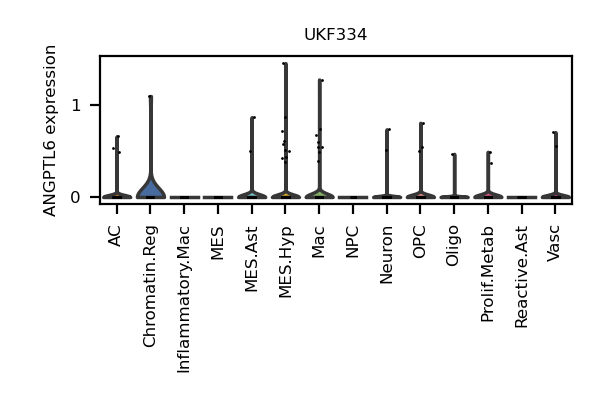 UKF334
ANGPTL6 expression
1
0
AC
Chromatin.Reg
Inflammatory.Mac
MES
MES.Ast
MES.Hyp
Mac
NPC
Neuron
OPC
Oligo
Prolif.Metab
Reactive.Ast
Vasc